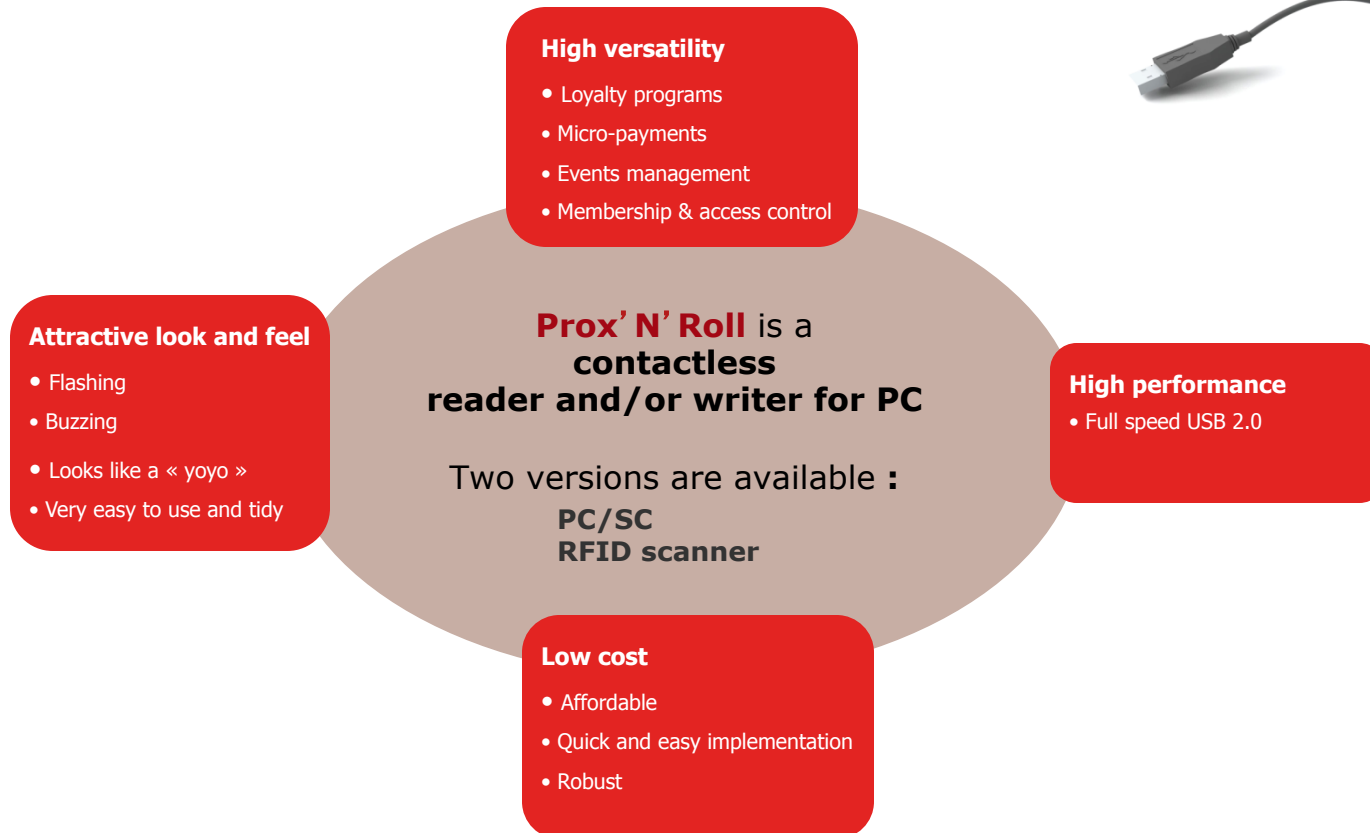 High versatility
• Loyalty programs
• Micro-payments
• Events management
• Membership & access control
Attractive look and feel
• Flashing
• Buzzing
• Looks like a « yoyo »
• Very easy to use and tidy
Prox’N’Roll is a
contactless
reader and/or writer for PC
Two versions are available :
PC/SC
RFID scanner
High performance
• Full speed USB 2.0
Low cost
• Affordable
• Quick and easy implementation
• Robust